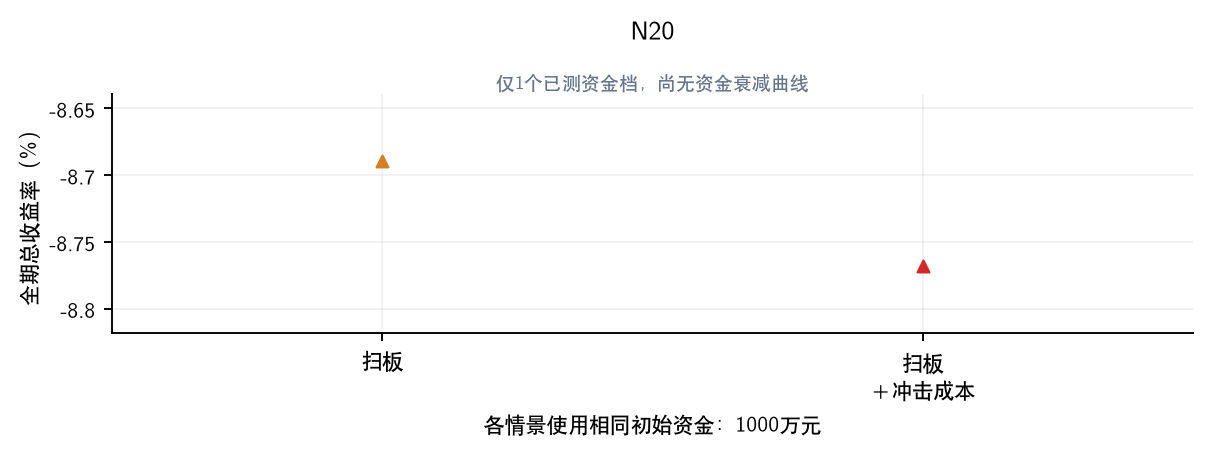 N20
仅1个已测资金档，尚无资金衰减曲线
全期总收益率（%）
-8.65
-8.7
-8.75
-8.8
扫板
扫板
＋冲击成本
各情景使用相同初始资金：1000万元